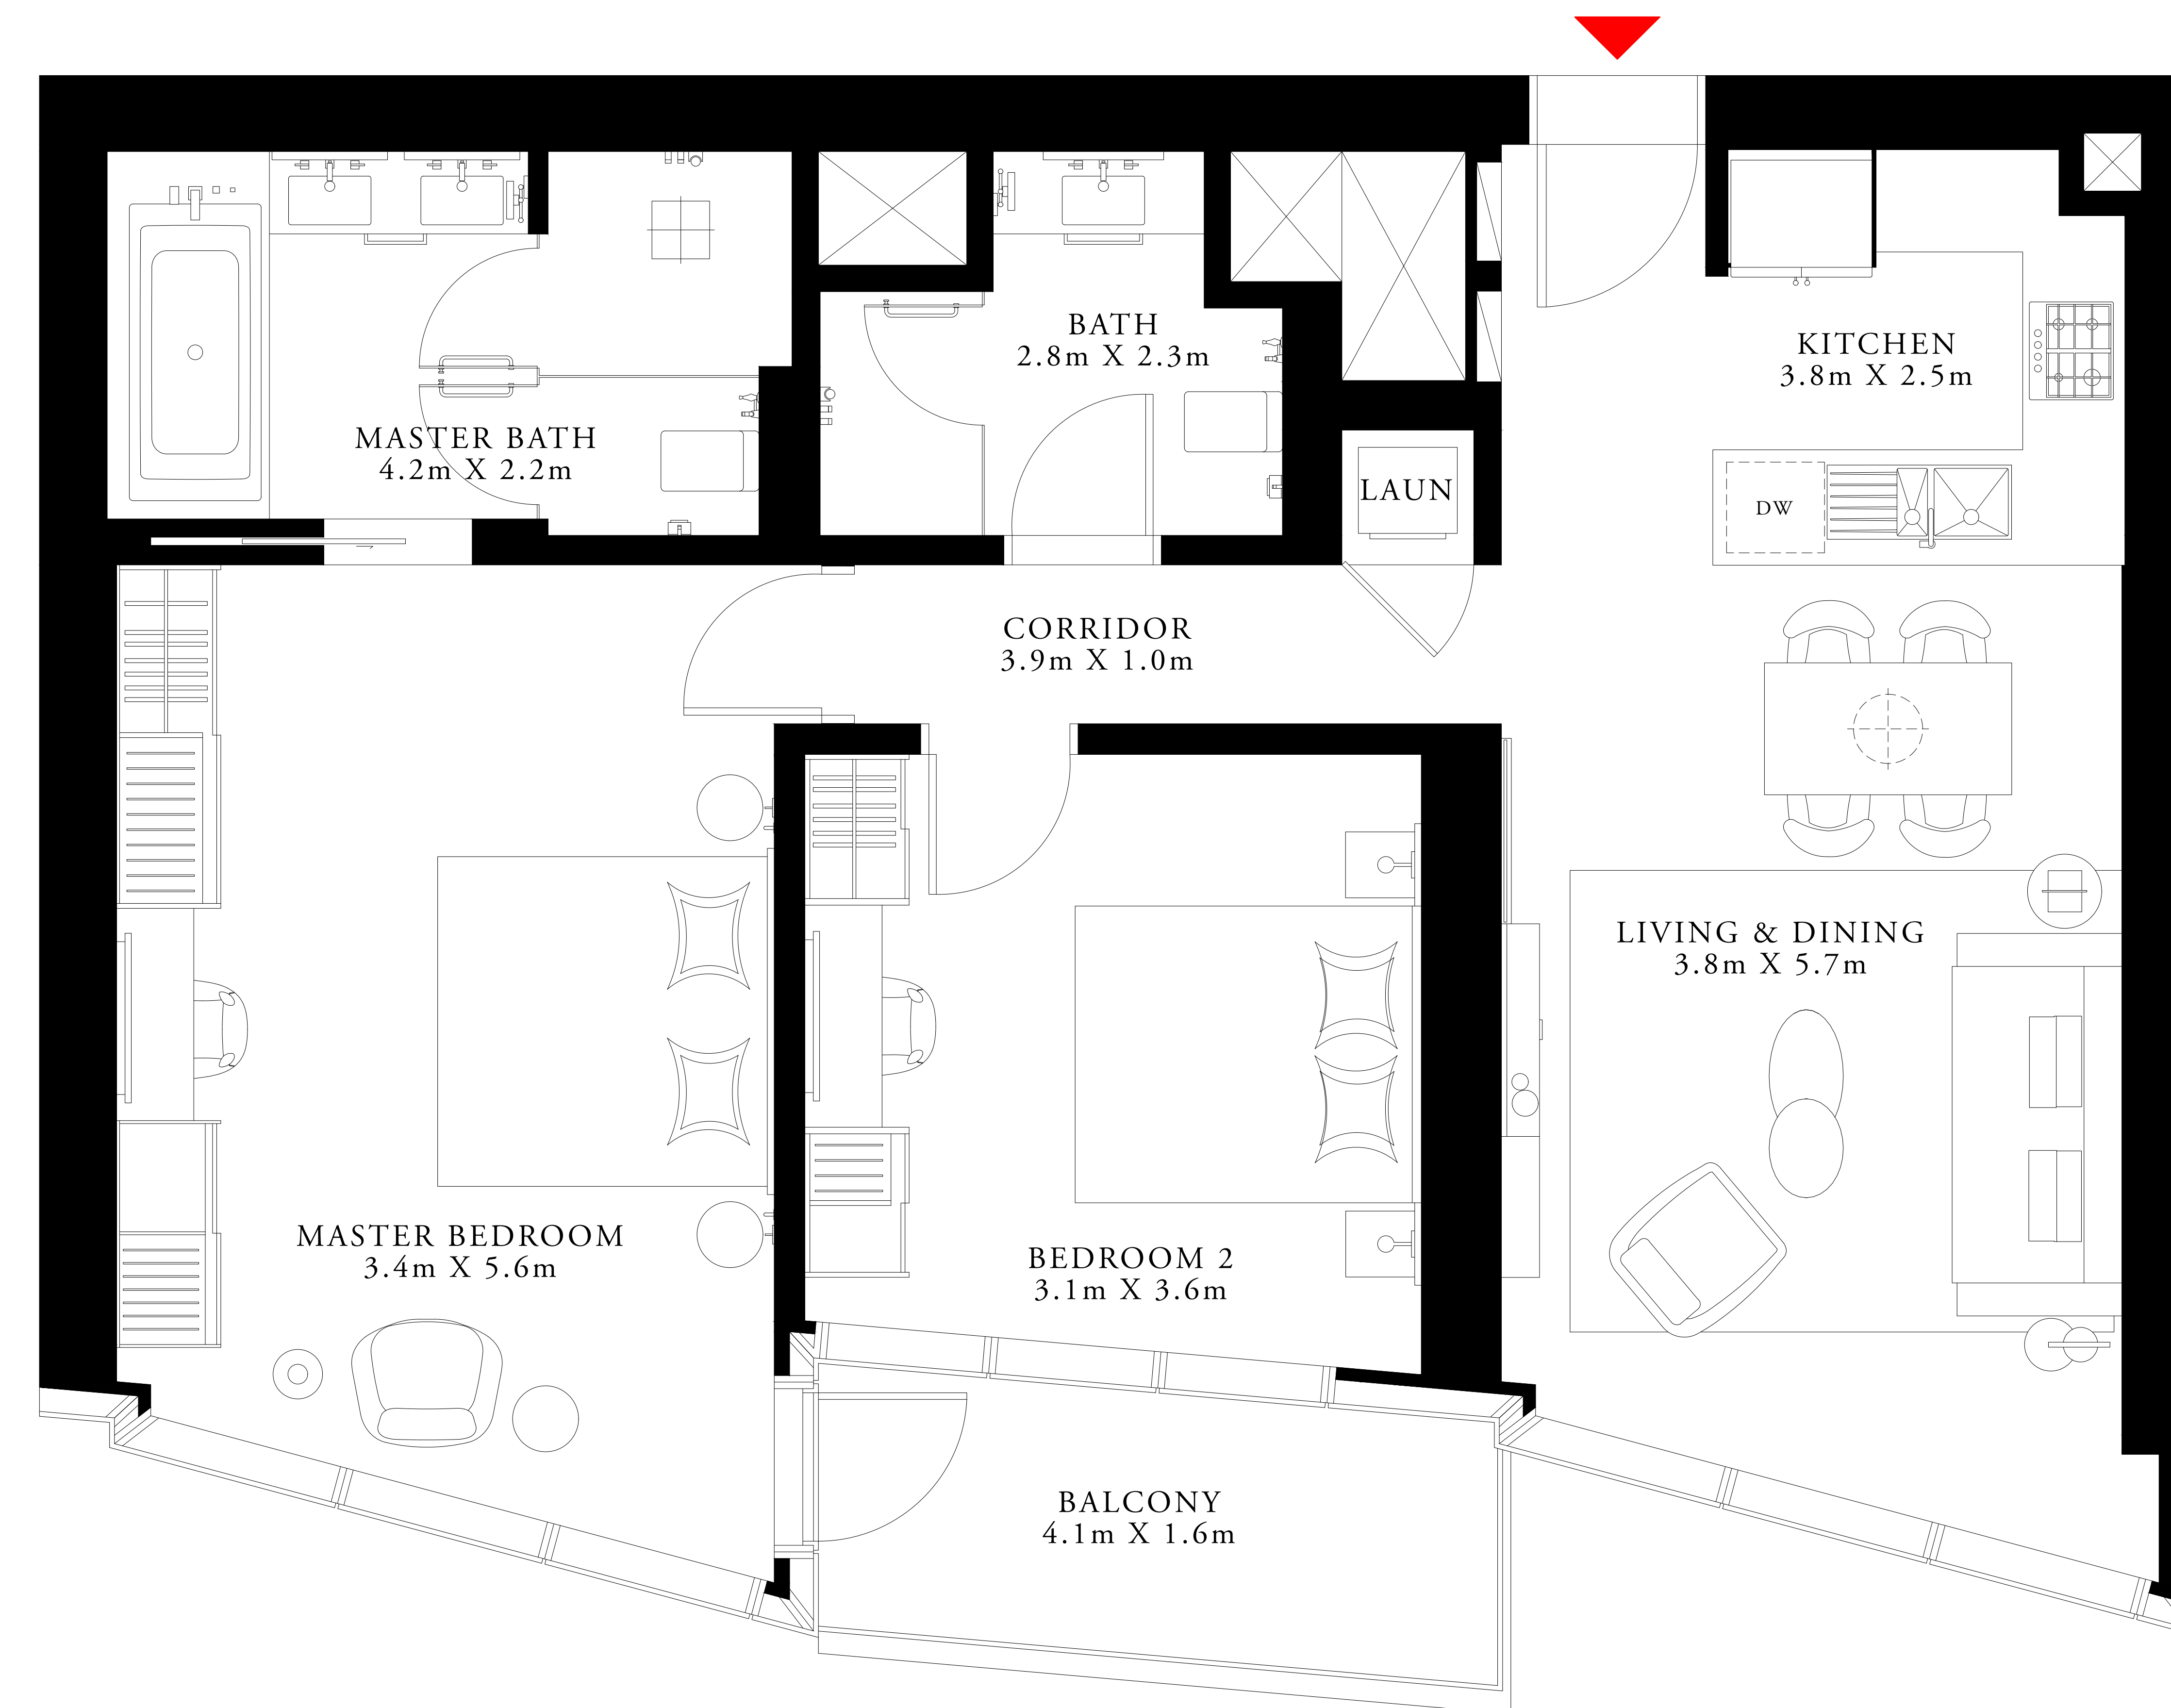 BATH
2.8m X 2.3m
KITCHEN
3.8m X 2.5m
MASTER BATH
4.2m X 2.2m
LAUN
DW
CORRIDOR
3.9m X 1.0m
LIVING & DINING
3.8m X 5.7m
MASTER BEDROOM
3.4m X 5.6m
BEDROOM 2
3.1m X 3.6m
BALCONY
4.1m X 1.6m